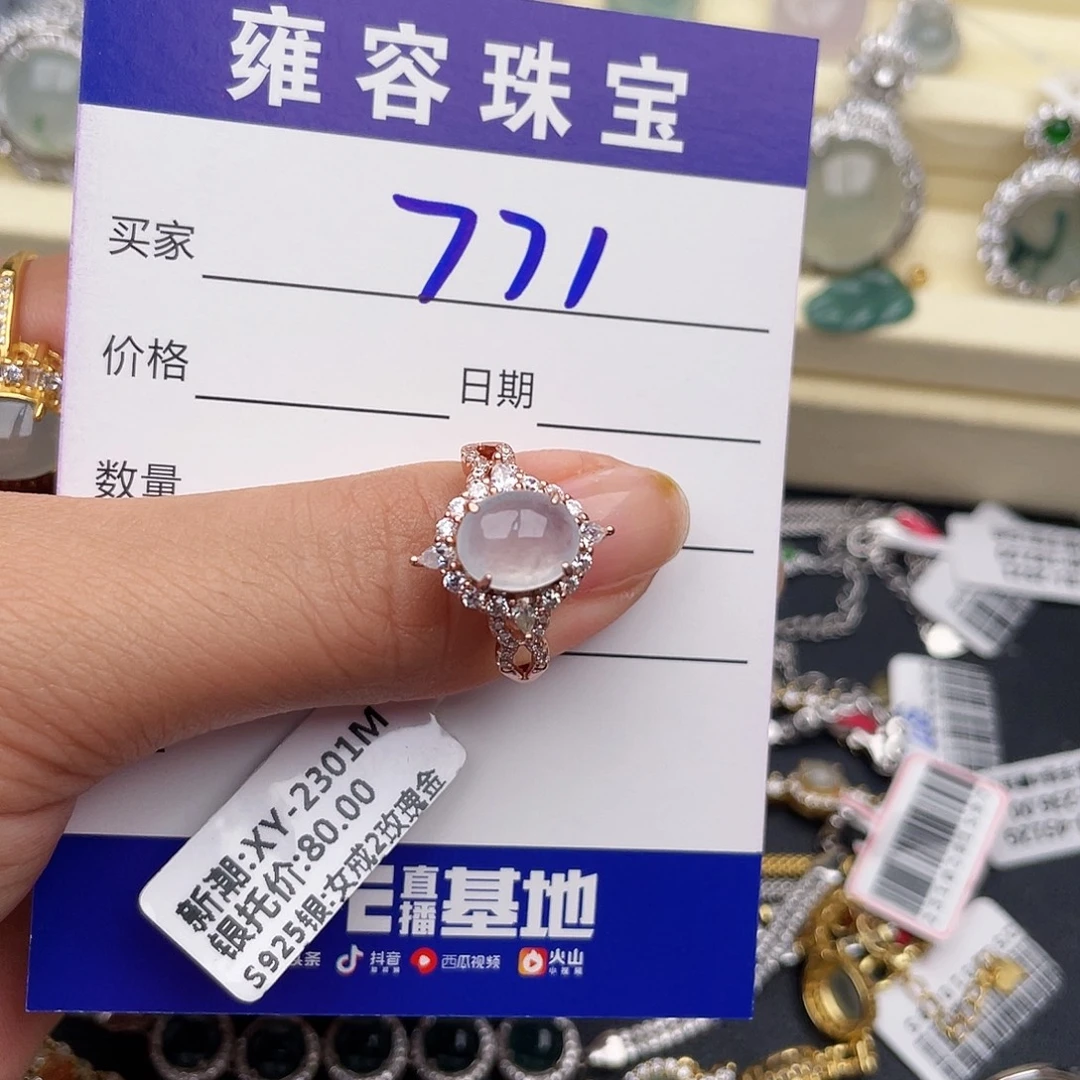 雍容珠宝
买家 771
价格 日期
数量
新潮:XY-2301M
银托价:80.00
S925银:女戒2玫瑰金
直播基地
头条 抖音 西瓜视频 火山